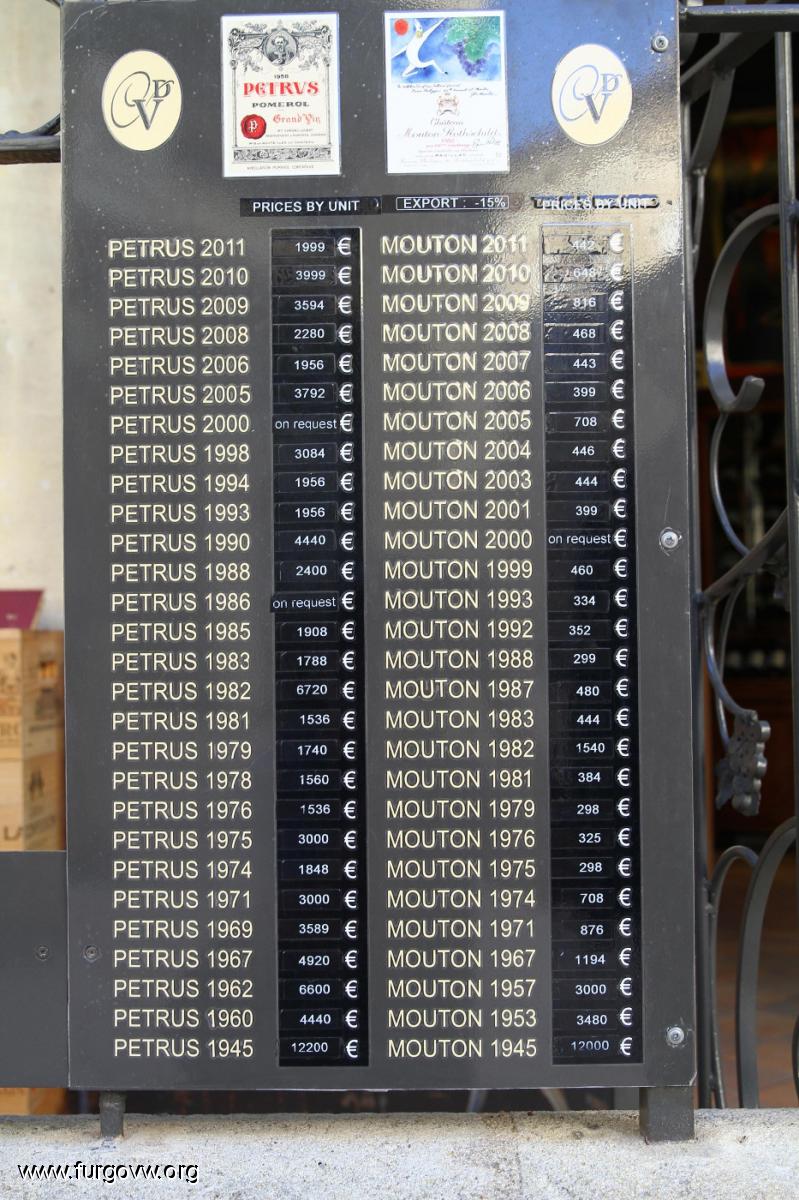 1958
PETRVS
POMEROL
Grand Vin
Château
Mouton Rothschild
PRICES BY UNIT EXPORT : -15% PRICES BY UNIT
PETRUS 2011 1999 € MOUTON 2011 442 €
PETRUS 2010 3999 € MOUTON 2010 648 €
PETRUS 2009 3594 € MOUTON 2009 816 €
PETRUS 2008 2280 € MOUTON 2008 468 €
PETRUS 2006 1956 € MOUTON 2007 443 €
PETRUS 2005 3792 € MOUTON 2006 399 €
PETRUS 2000 on request € MOUTON 2005 708 €
PETRUS 1998 3084 € MOUTON 2004 446 €
PETRUS 1994 1956 € MOUTON 2003 444 €
PETRUS 1993 1956 € MOUTON 2001 399 €
PETRUS 1990 4440 € MOUTON 2000 on request €
PETRUS 1988 2400 € MOUTON 1999 460 €
PETRUS 1986 on request € MOUTON 1993 334 €
PETRUS 1985 1908 € MOUTON 1992 352 €
PETRUS 1983 1788 € MOUTON 1988 299 €
PETRUS 1982 6720 € MOUTON 1987 480 €
PETRUS 1981 1536 € MOUTON 1983 444 €
PETRUS 1979 1740 € MOUTON 1982 1540 €
PETRUS 1978 1560 € MOUTON 1981 384 €
PETRUS 1976 1536 € MOUTON 1979 298 €
PETRUS 1975 3000 € MOUTON 1976 325 €
PETRUS 1974 1848 € MOUTON 1975 298 €
PETRUS 1971 3000 € MOUTON 1974 708 €
PETRUS 1969 3589 € MOUTON 1971 876 €
PETRUS 1967 4920 € MOUTON 1967 1194 €
PETRUS 1962 6600 € MOUTON 1957 3000 €
PETRUS 1960 4440 € MOUTON 1953 3480 €
PETRUS 1945 12200 € MOUTON 1945 12000 €
www.furgovw.org